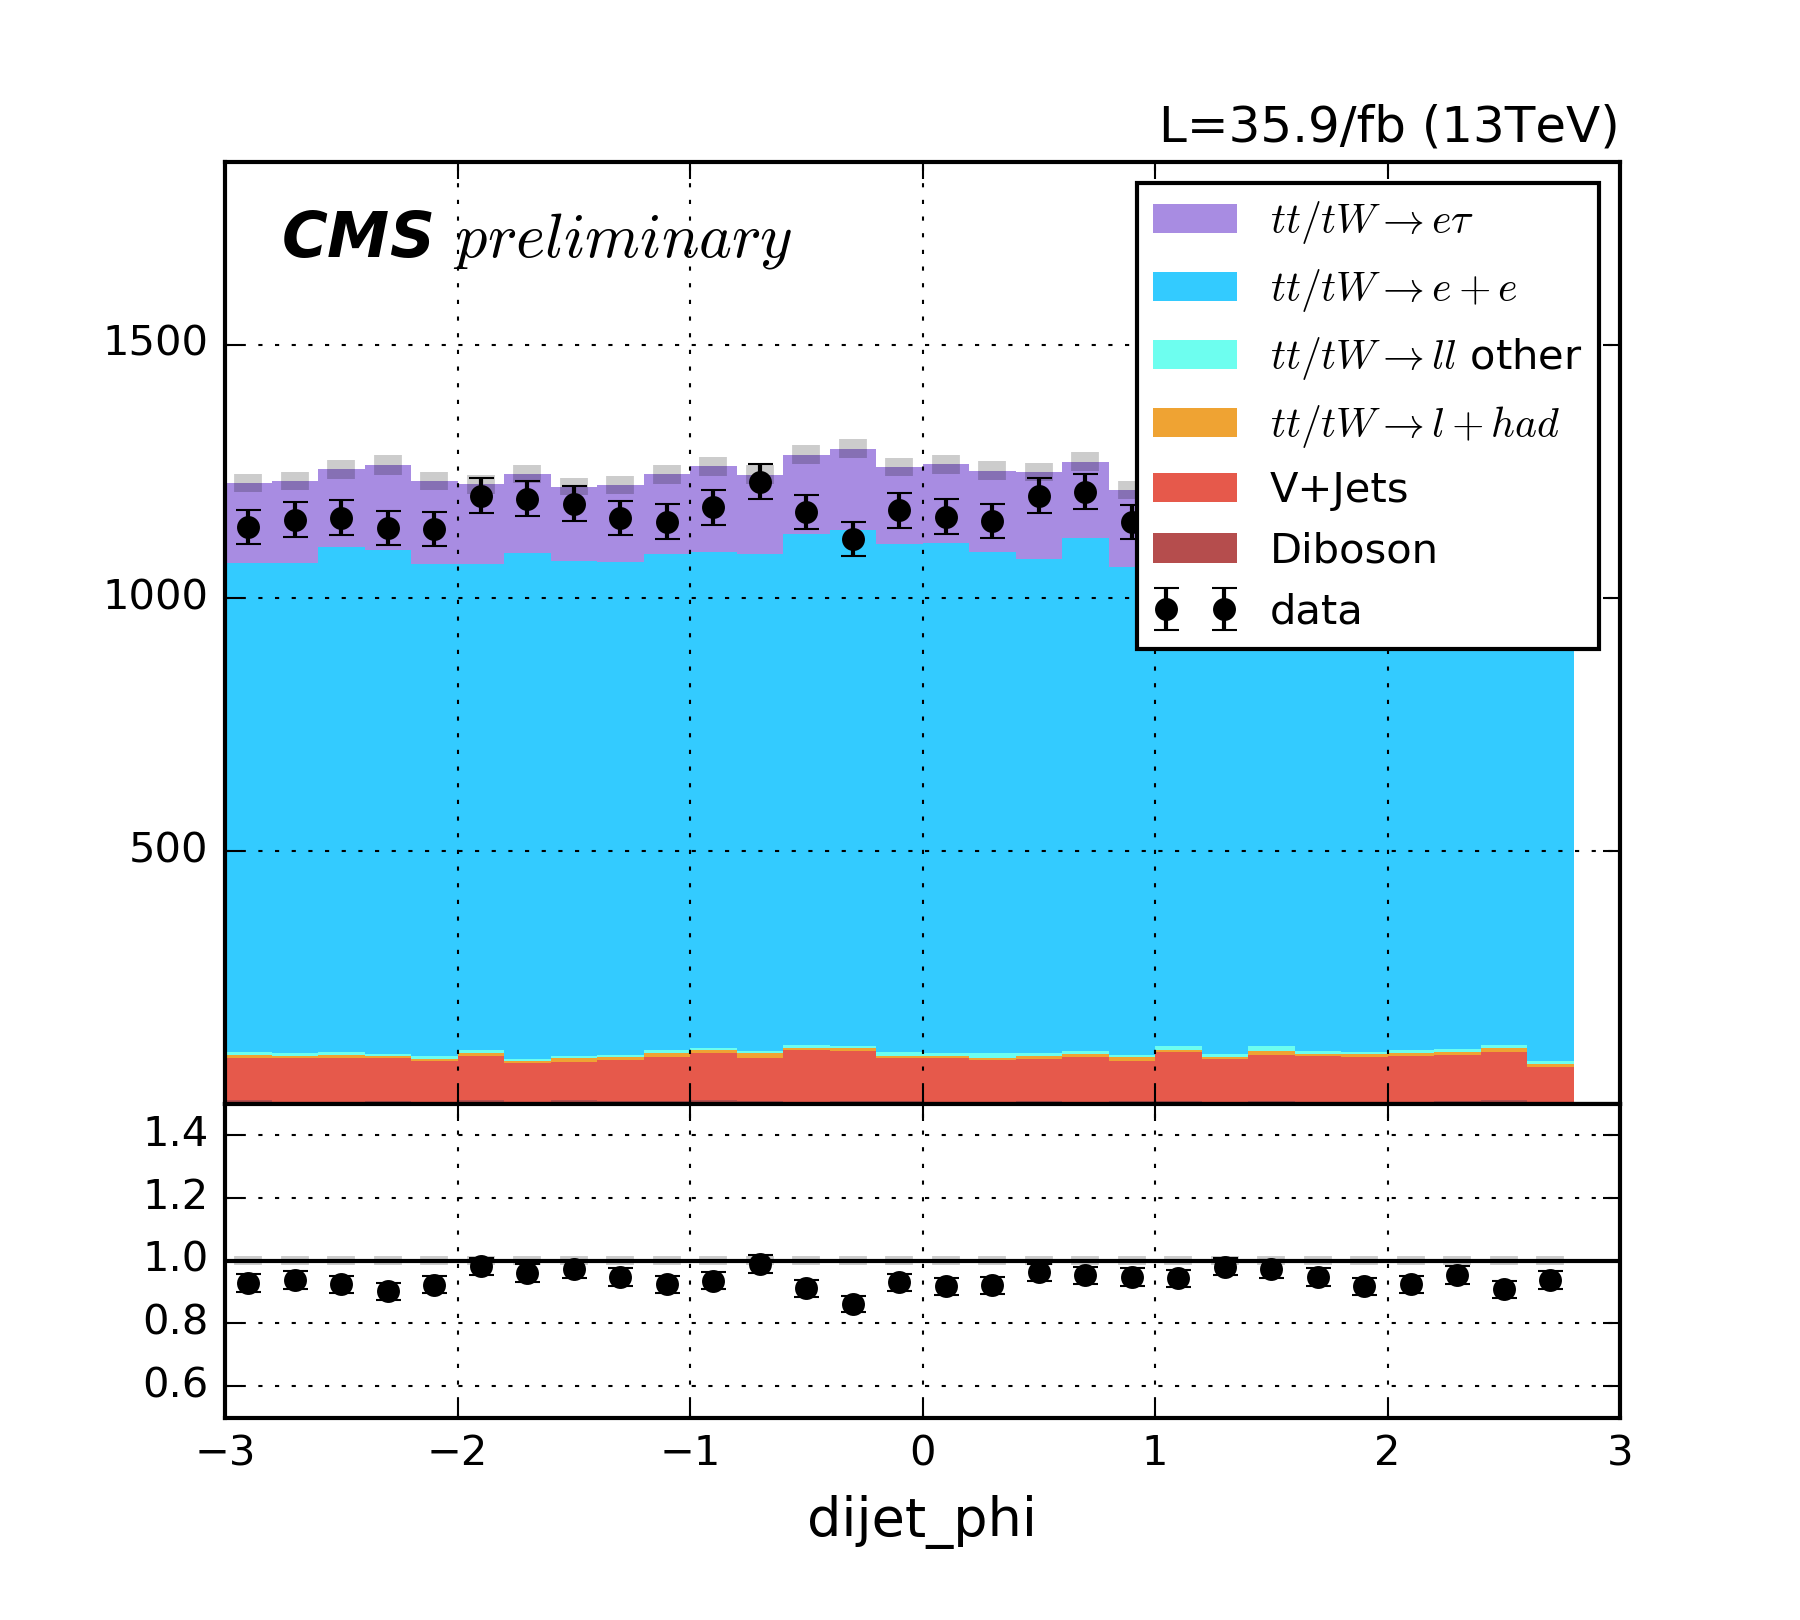 L=35.9/fb (13TeV)
CMS preliminary
tt/tW→eτ
tt/tW→e+e
tt/tW→ll other
tt/tW→l+had
V+Jets
Diboson
data
1500
1000
500
1.4
1.2
1.0
0.8
0.6
−3 −2 −1 0 1 2 3
dijet_phi